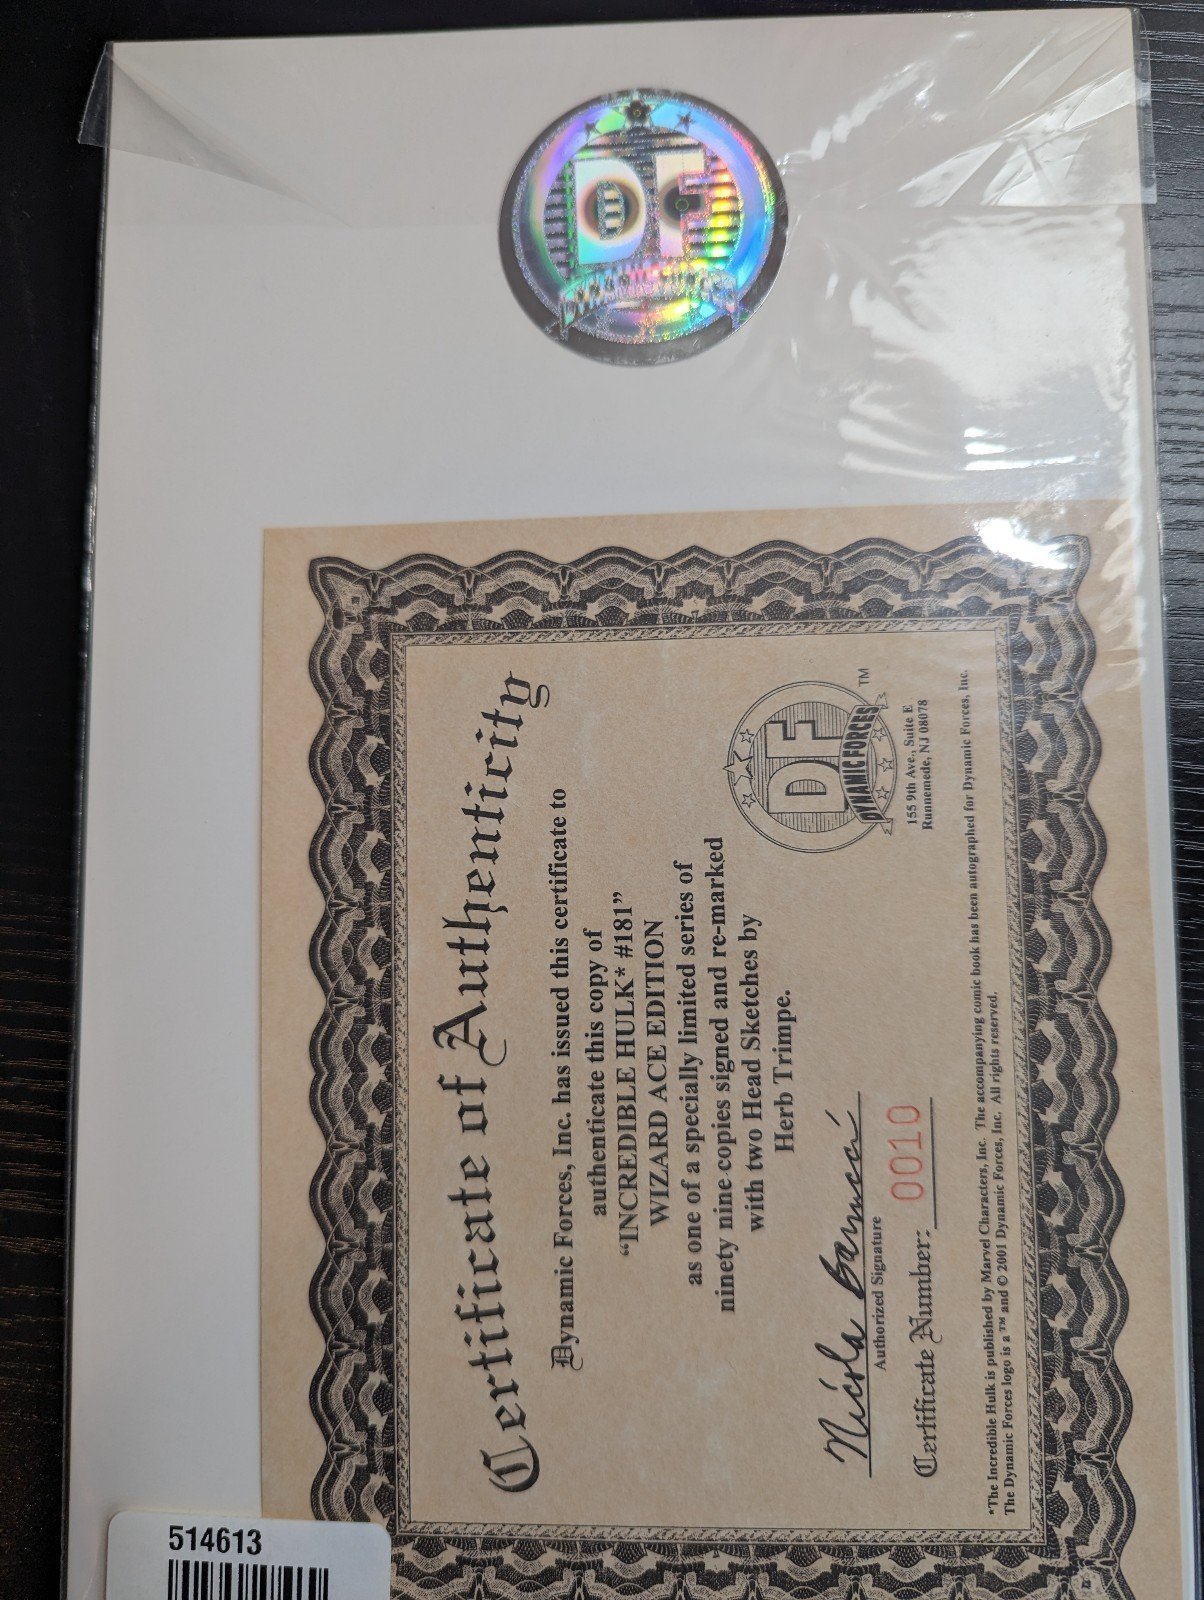 DF
Certificate of Authenticity
Dynamic Forces, Inc. has issued this certificate to
authenticate this copy of
“INCREDIBLE HULK* #181”
WIZARD ACE EDITION
as one of a specially limited series of
ninety nine copies signed and re-marked
with two Head Sketches by
Herb Trimpe.
DF
DYNAMIC FORCES
TM
155 9th Ave., Suite E
Runnemede, NJ 08078
Authorized Signature
Certificate Number: 0010
*The Incredible Hulk is published by Marvel Characters, Inc. The accompanying comic book has been autographed for Dynamic Forces, Inc.
The Dynamic Forces logo is a ™ and © 2001 Dynamic Forces, Inc. All rights reserved.
514613